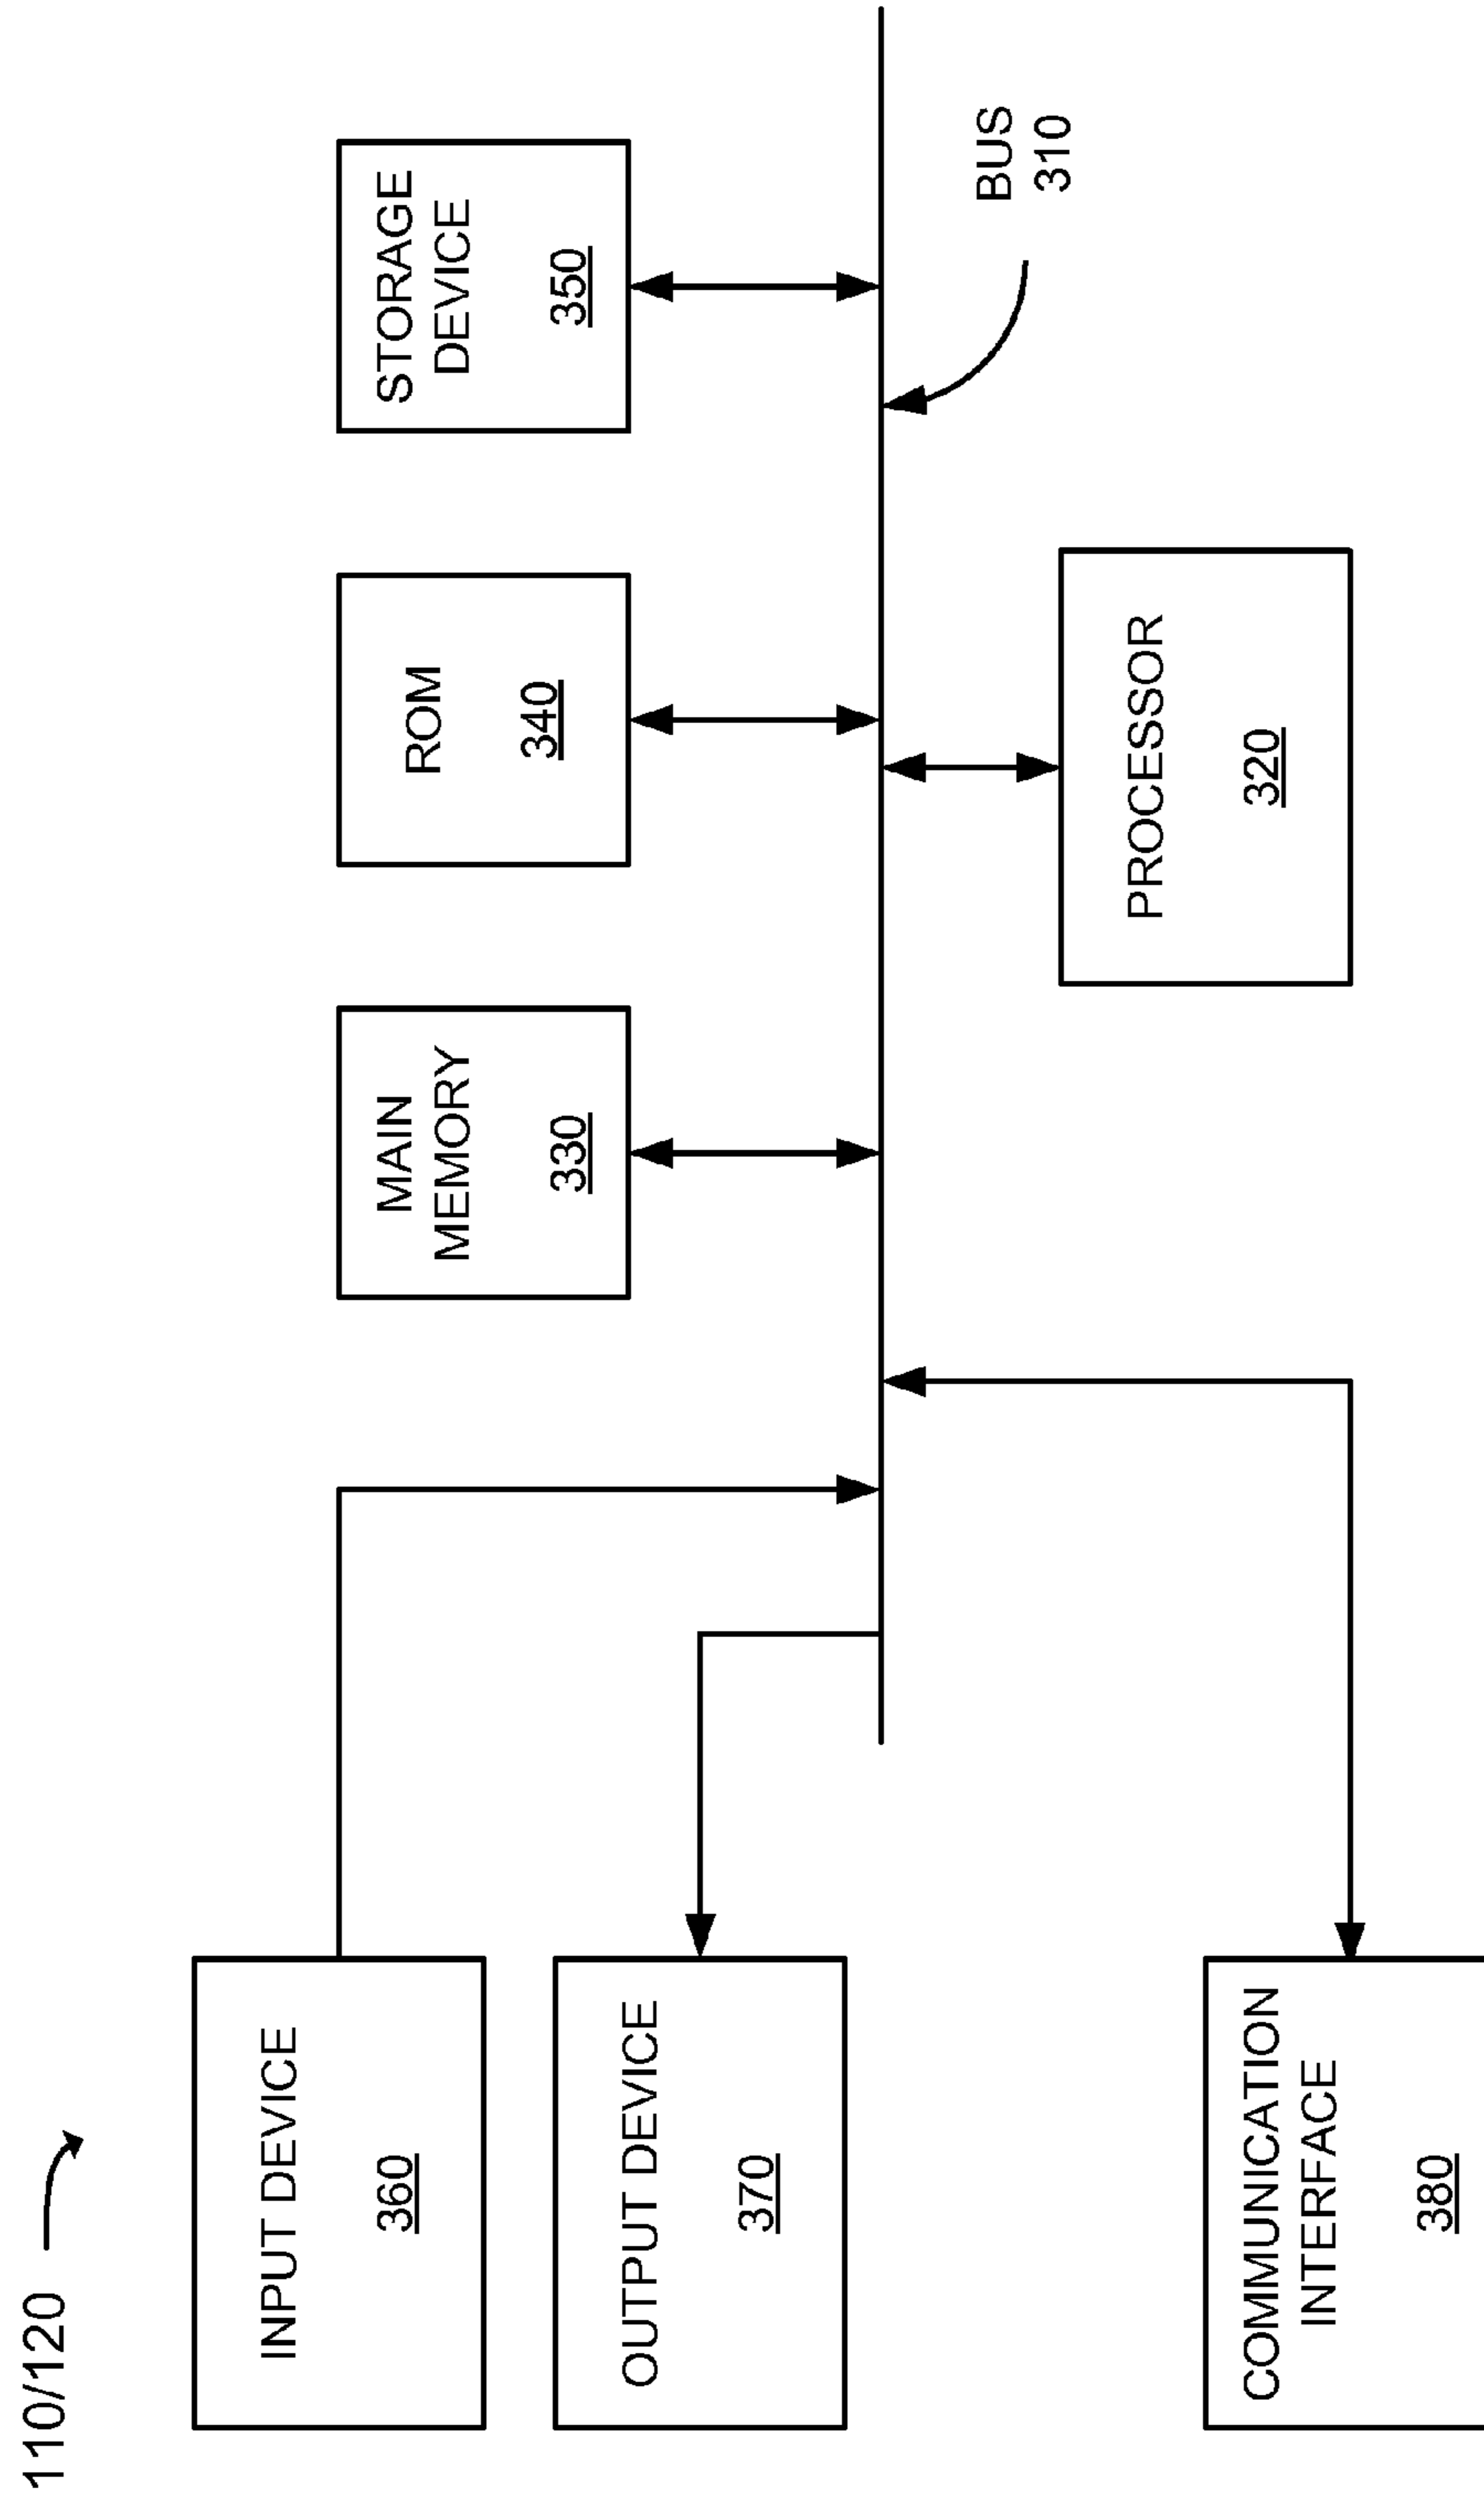 110/120
INPUT DEVICE
360
OUTPUT DEVICE
370
COMMUNICATION
INTERFACE
380
MAIN
MEMORY
330
ROM
340
STORAGE
DEVICE
350
BUS
310
PROCESSOR
320